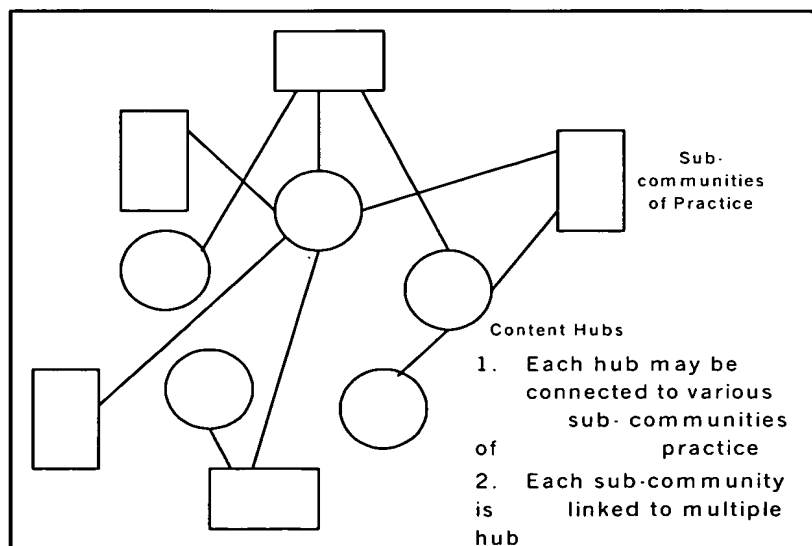 Sub-
communities
of Practice
Content Hubs
1. Each hub may be
connected to various
sub- communities
of practice
2. Each sub-community
is linked to multiple
hub